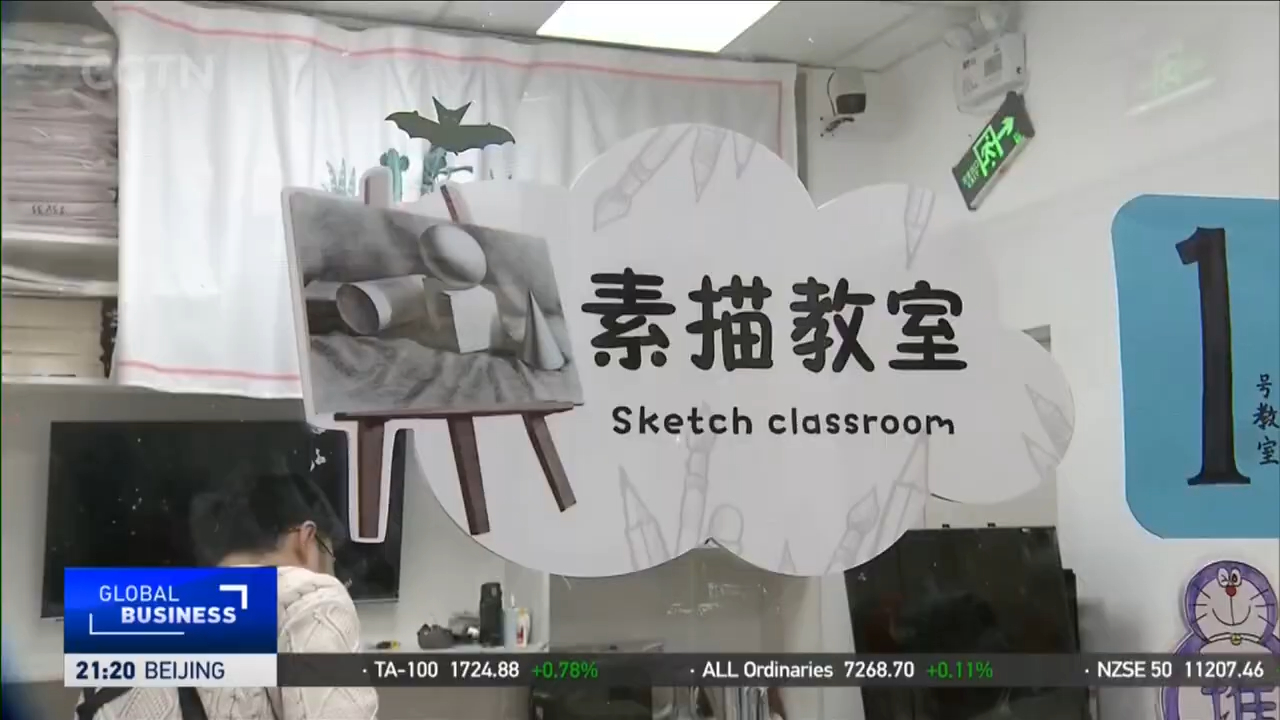 CGTN
素描教室
Sketch classroom
1
号教室
GLOBAL
BUSINESS
21:20 BEIJING
· TA-100 1724.88 +0.78% · ALL Ordinaries 7268.70 +0.11% · NZSE 50 11207.46